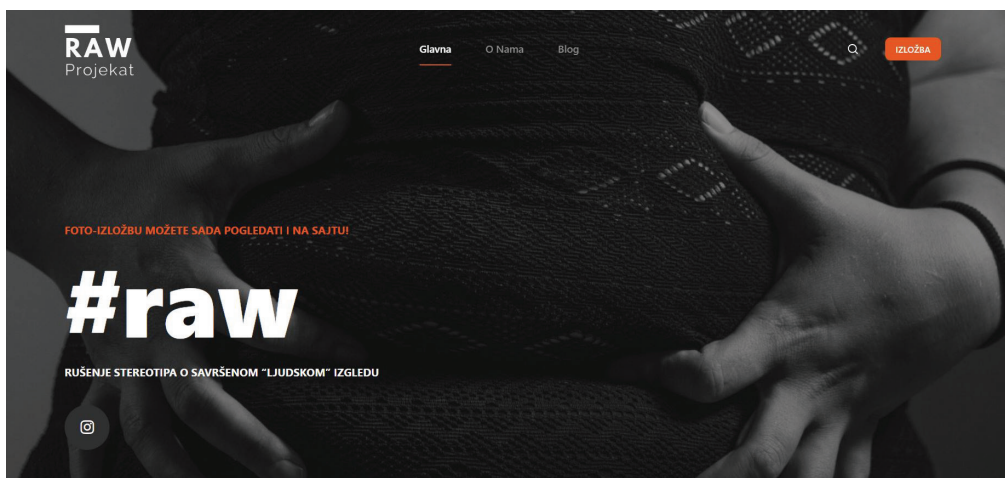 RAW
Projekat
Glavna
O Nama
Blog
IZLOŽBA
FOTO-IZLOŽBU MOŽETE SADA POGLEDATI I NA SAJTU!
#raw
RUŠENJE STEREOTIPA O SAVRŠENOM “LJUDSKOM” IZGLEDU